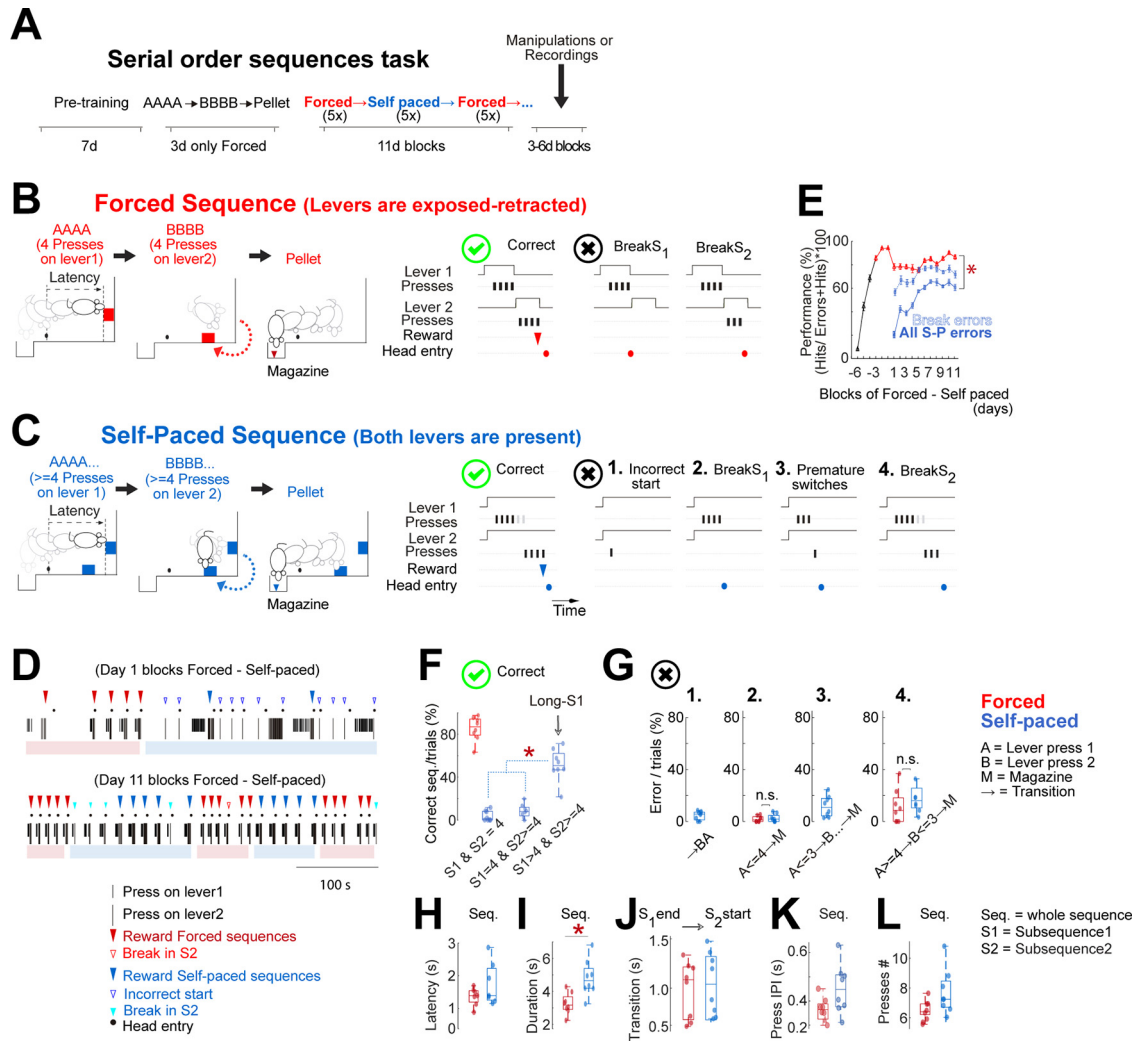 A
Serial order sequences task
Manipulations or
Recordings
Pre-training
AAAA→BBBB→Pellet
Forced→Self paced→Forced→...
(5x) (5x) (5x)
7d
3d only Forced
11d blocks
3-6d blocks
B
Forced Sequence (Levers are exposed-retracted)
AAAA
(4 Presses
on lever1)
BBBB
(4 Presses
on lever2)
Pellet
Latency
Magazine
Correct
BreakS1
BreakS2
Lever 1
Presses
Lever 2
Presses
Reward
Head entry
E
Performance (%)
(Hits/ Errors+Hits)*100
100
60
0
*
Break errors
All S-P errors
-6 -3 1 3 5 7 9 11
Blocks of Forced - Self paced
(days)
C
Self-Paced Sequence (Both levers are present)
AAAA...
(>=4 Presses
on lever 1)
BBBB...
(>=4 Presses
on lever 2)
Pellet
Latency
Magazine
Correct
1. Incorrect
start
2. BreakS1
3. Premature
switches
4. BreakS2
Lever 1
Presses
Lever 2
Presses
Reward
Head entry
Time
D
(Day 1 blocks Forced - Self-paced)
(Day 11 blocks Forced - Self-paced)
100 s
Press on lever1
Press on lever2
Reward Forced sequences
Break in S2
Reward Self-paced sequences
Incorrect start
Break in S2
Head entry
F
Correct
Long-S1
Correct seq./trials (%)
80
40
0
*
S1 & S2 = 4
S1=4 & S2>=4
S1>4 & S2>=4
G
1.
2.
3.
4.
Error / trials (%)
80
40
0
→BA
80
40
0
n.s.
A<=4→M
80
40
0
A<=3→B...→M
80
40
0
n.s.
A>=4→B<=3→M
Forced
Self-paced
A = Lever press 1
B = Lever press 2
M = Magazine
→ = Transition
H
Seq.
Latency (s)
3
2
1
0
I
Seq.
*
Duration (s)
6
4
2
J
S1end → S2start
Transition (s)
1.5
1.0
0.5
K
Seq.
Press IPI (s)
0.6
0.4
0.2
L
Seq.
Presses #
10
8
6
Seq. = whole sequence
S1 = Subsequence1
S2 = Subsequence2